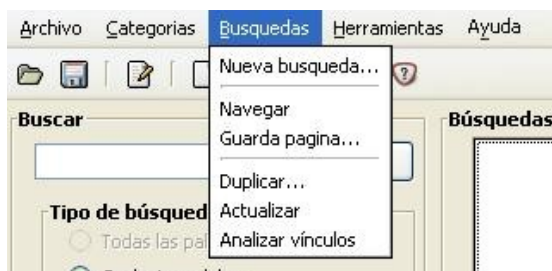 Archivo Categorias Busquedas Herramientas Ayuda
Nueva busqueda...
Navegar
Guarda pagina...
Duplicar...
Actualizar
Analizar vínculos
Buscar
Búsquedas
Tipo de búsqued
Todas las pal